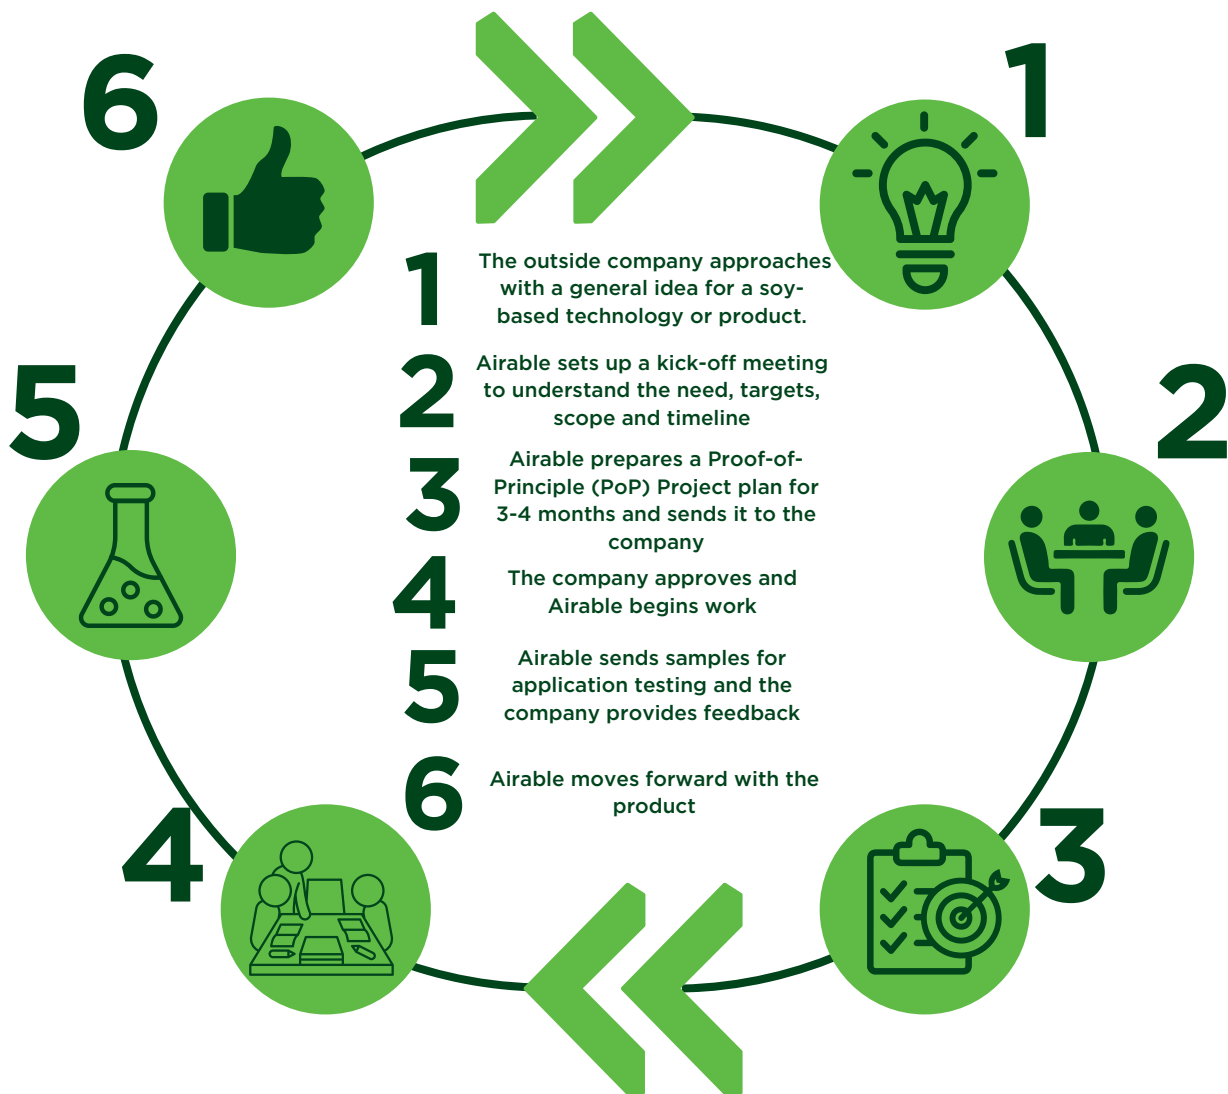 6
1
1
The outside company approaches
with a general idea for a soy-
based technology or product.
2
Airable sets up a kick-off meeting
to understand the need, targets,
scope and timeline
3
Airable prepares a Proof-of-
Principle (PoP) Project plan for
3-4 months and sends it to the
company
4
The company approves and
Airable begins work
5
Airable sends samples for
application testing and the
company provides feedback
6
Airable moves forward with the
product
5
2
4
3